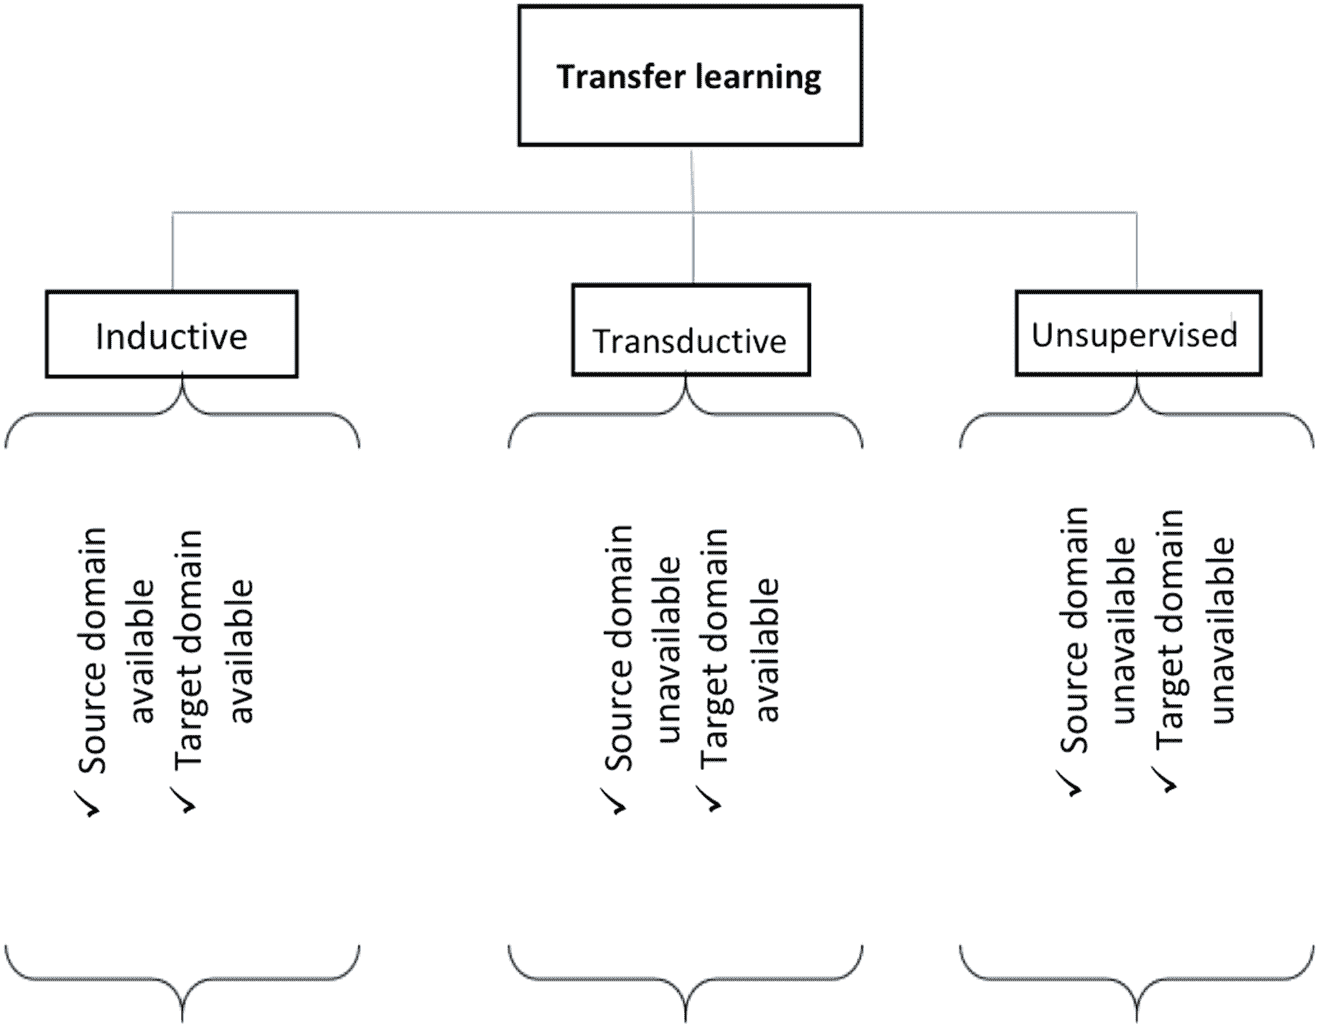 Transfer learning
Inductive
Transductive
Unsupervised
✓ Source domain
available
✓ Target domain
available
✓ Source domain
unavailable
✓ Target domain
available
✓ Source domain
unavailable
✓ Target domain
unavailable